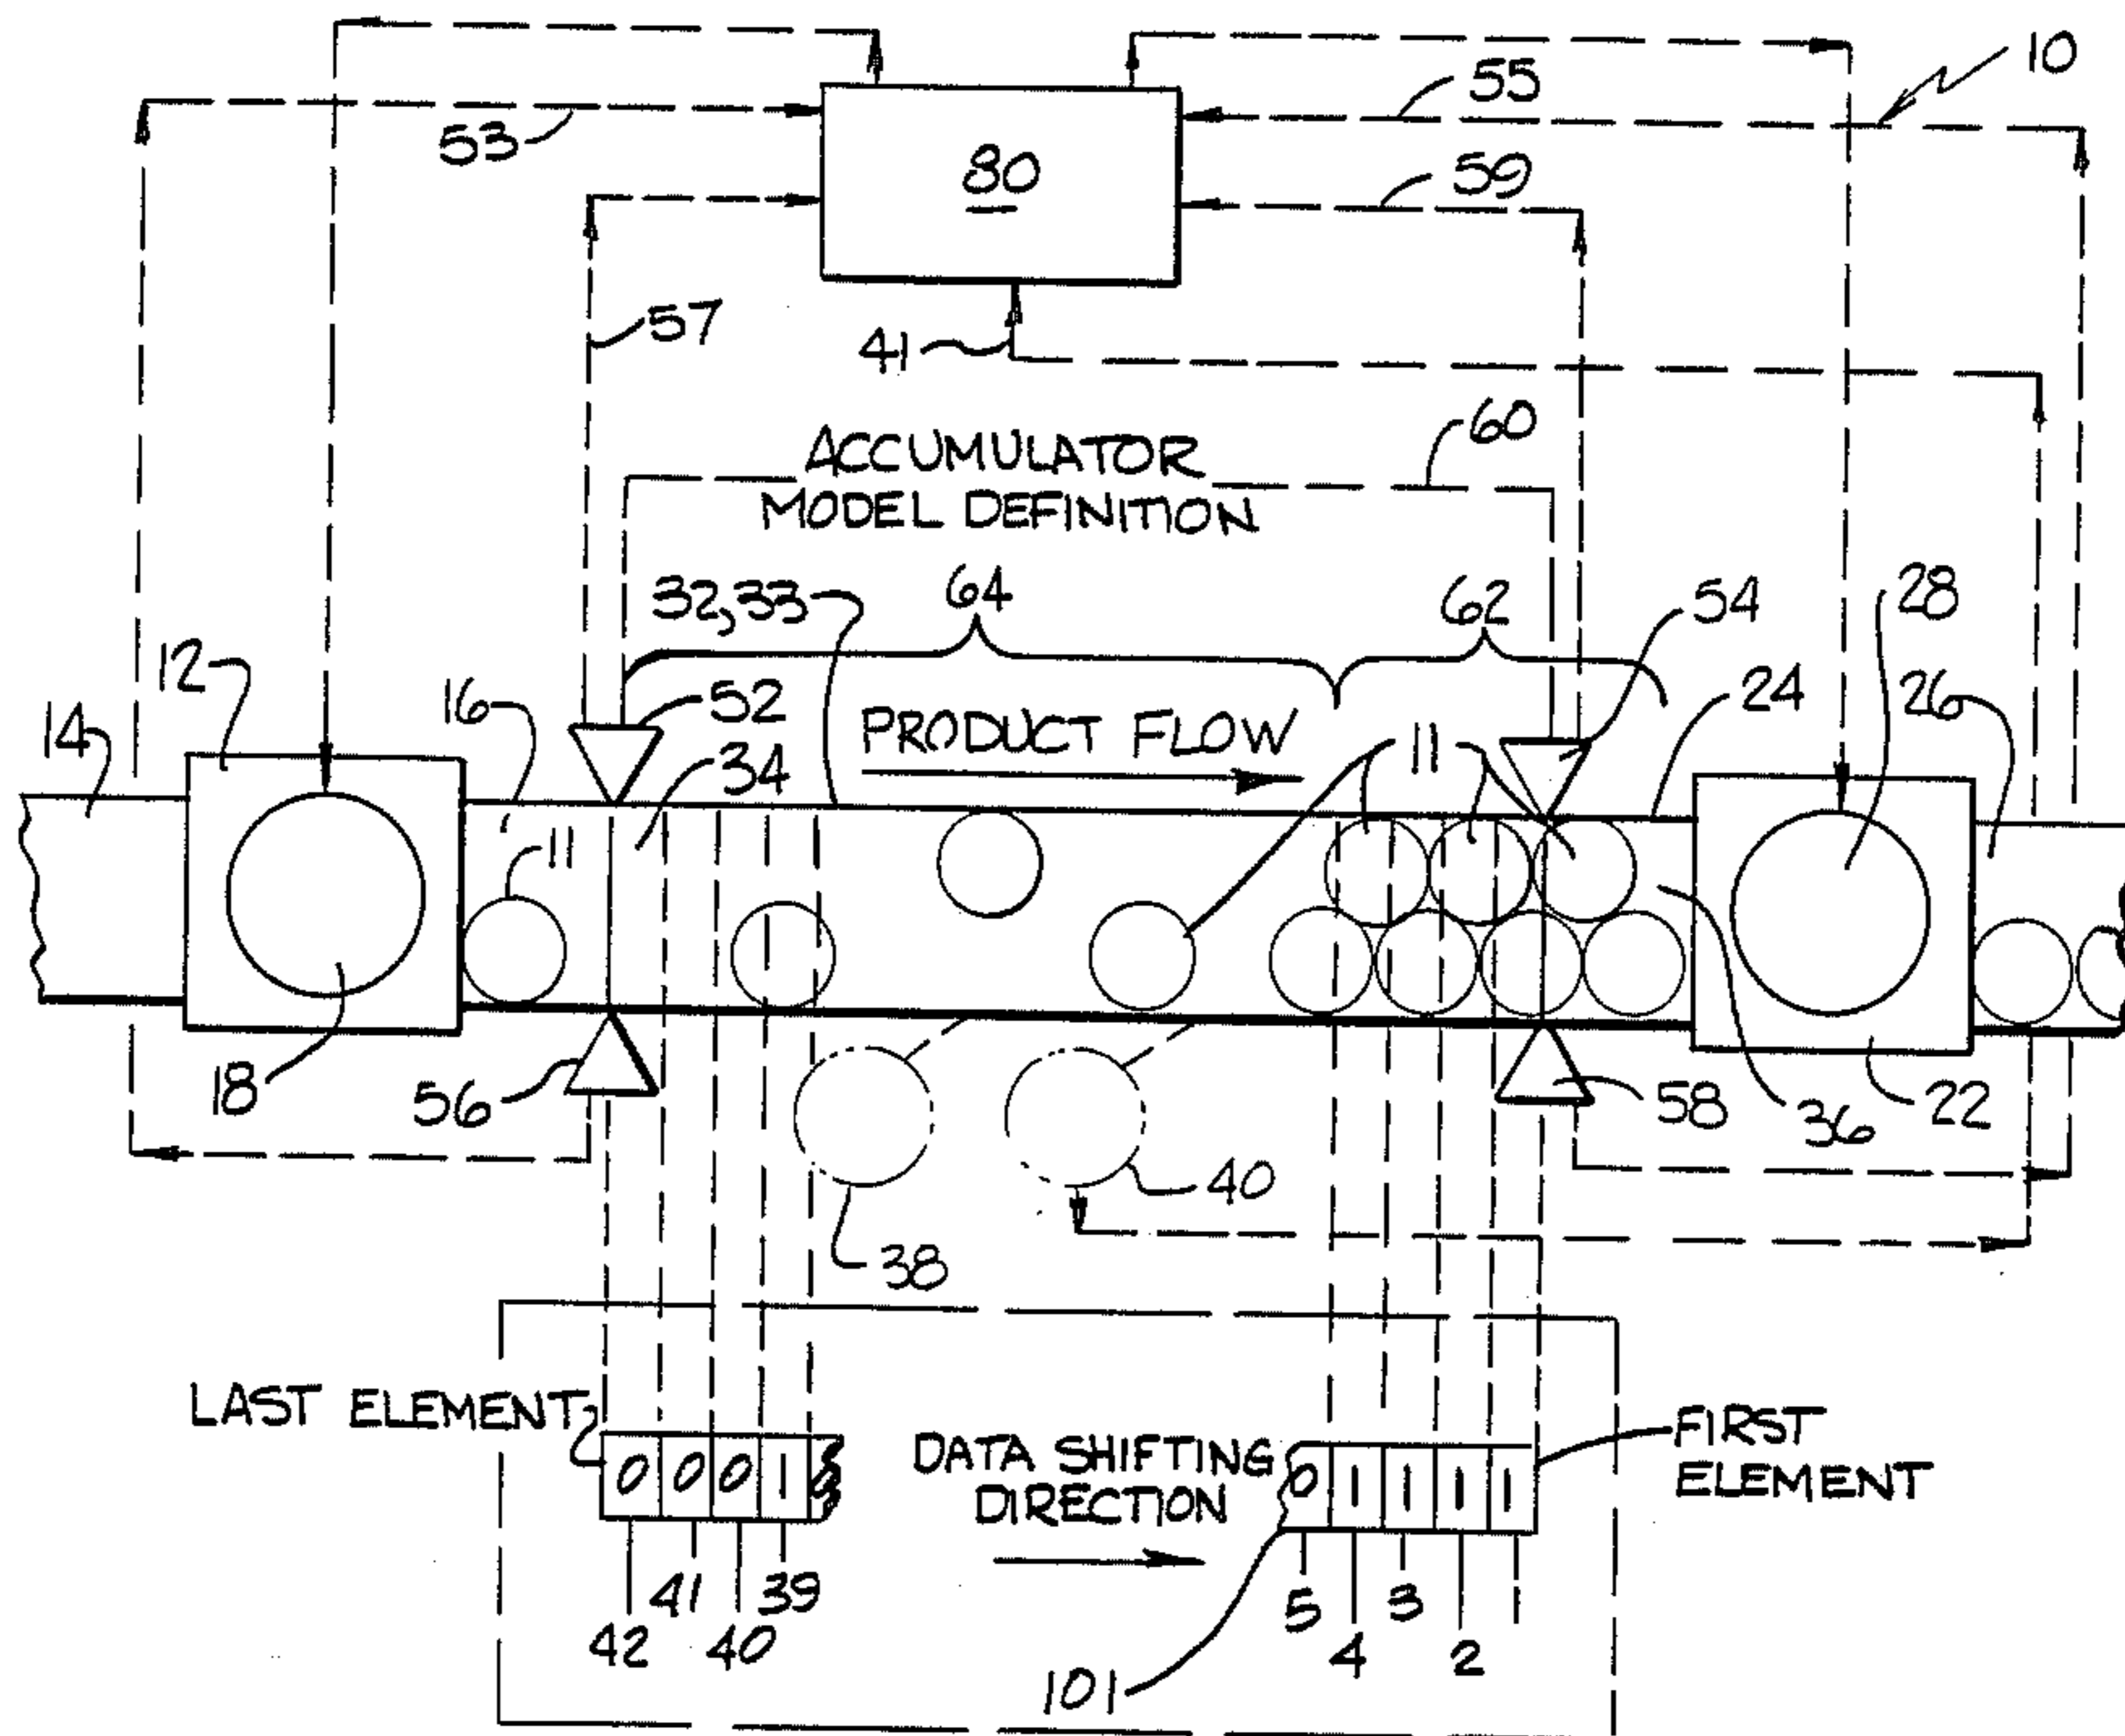 10
55
53
80
59
57
41
60
ACCUMULATOR
MODEL DEFINITION
64
62
32,33
54
28
12
16
52
24
26
14
PRODUCT FLOW
11
34
11
18
56
58
36
22
40
38
LAST ELEMENT
FIRST
ELEMENT
DATA SHIFTING
DIRECTION
0 0 0 1
0 1 1 1 1
42 41 40 39
5 4 3 2 1
101